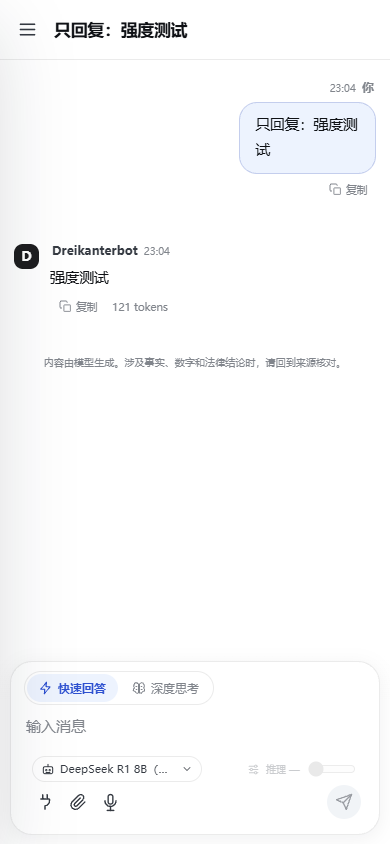 只回复：强度测试
23:04 你
只回复：强度测
试
复制
D
Dreikanterbot 23:04
强度测试
复制 121 tokens
内容由模型生成。涉及事实、数字和法律结论时，请回到来源核对。
快速回答 深度思考
输入消息
DeepSeek R1 8B（...
推理 —